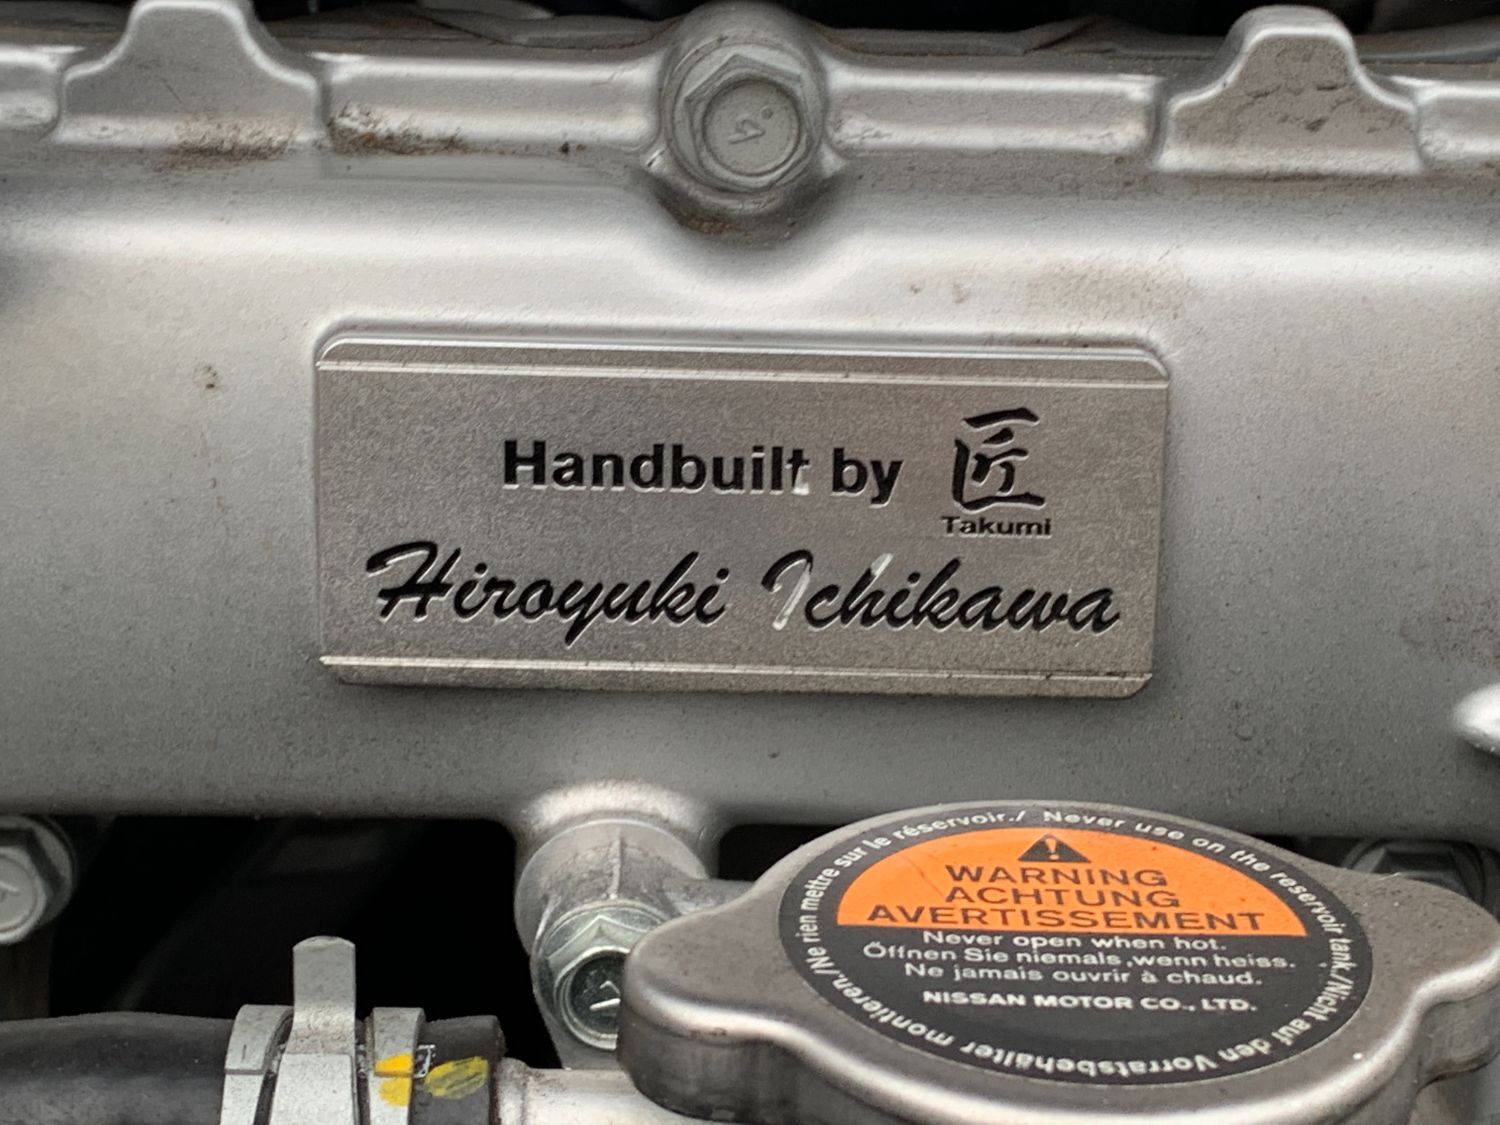 Handbuilt by 匠
Takumi
Hiroyuki Ichikawa
Ne rien mettre sur le réservoir./ Never use on the reservoir tank./Nicht auf den Vorratsbehälter montieren./
WARNING
ACHTUNG
AVERTISSEMENT
Never open when hot.
Öffnen Sie niemals,wenn heiss.
Ne jamais ouvrir à chaud.
NISSAN MOTOR CO., LTD.